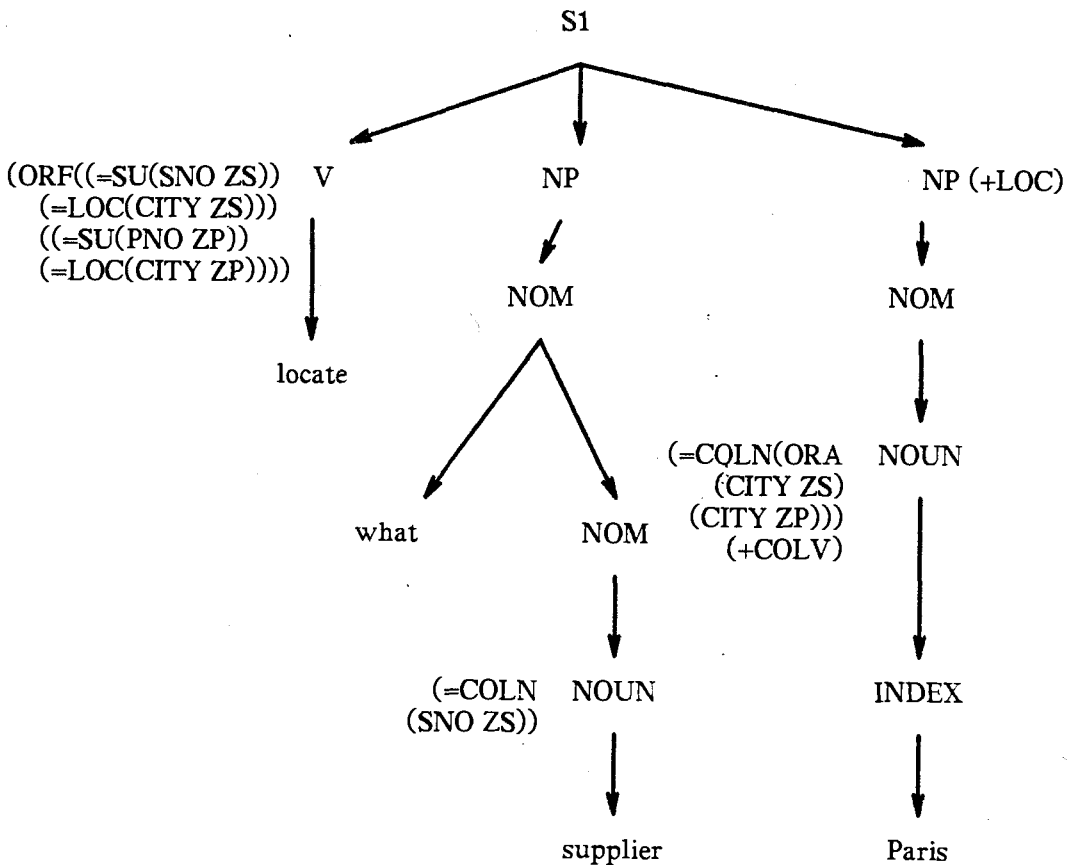 S1
(ORF((=SU(SNO ZS)) V NP NP (+LOC)
(=LOC(CITY ZS)))
((=SU(PNO ZP))
(=LOC(CITY ZP))))
NOM NOM
locate
(=COLN(ORA NOUN
(CITY ZS)
(CITY ZP)))
what NOM
(+COLV)
(=COLN NOUN INDEX
(SNO ZS))
supplier Paris